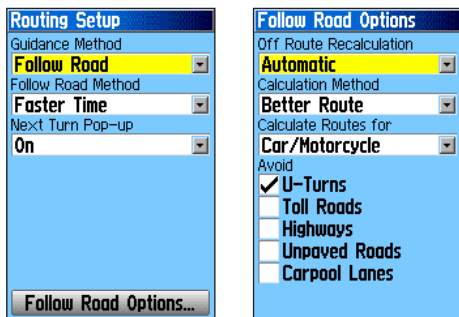 Routing Setup
Guidance Method
Follow Road
Follow Road Method
Faster Time
Next Turn Pop-up
On
Follow Road Options...
Follow Road Options
Off Route Recalculation
Automatic
Calculation Method
Better Route
Calculate Routes for
Car/Motorcycle
Avoid
U-Turns
Toll Roads
Highways
Unpaved Roads
Carpool Lanes